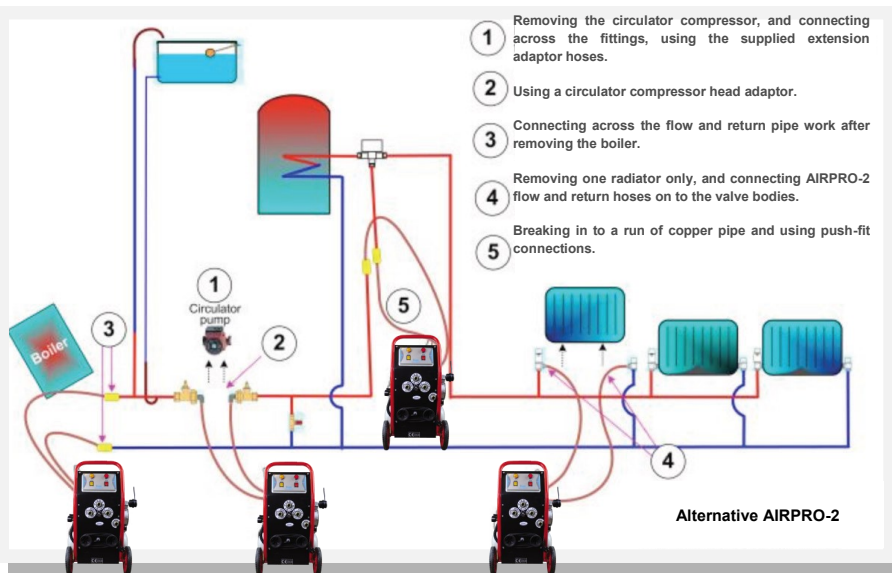 1 Removing the circulator compressor, and connecting
across the fittings, using the supplied extension
adaptor hoses.
2 Using a circulator compressor head adaptor.
3 Connecting across the flow and return pipe work after
removing the boiler.
4 Removing one radiator only, and connecting AIRPRO-2
flow and return hoses on to the valve bodies.
5 Breaking in to a run of copper pipe and using push-fit
connections.
1
Circulator
pump
5
3
2
Boiler
4
Alternative AIRPRO-2